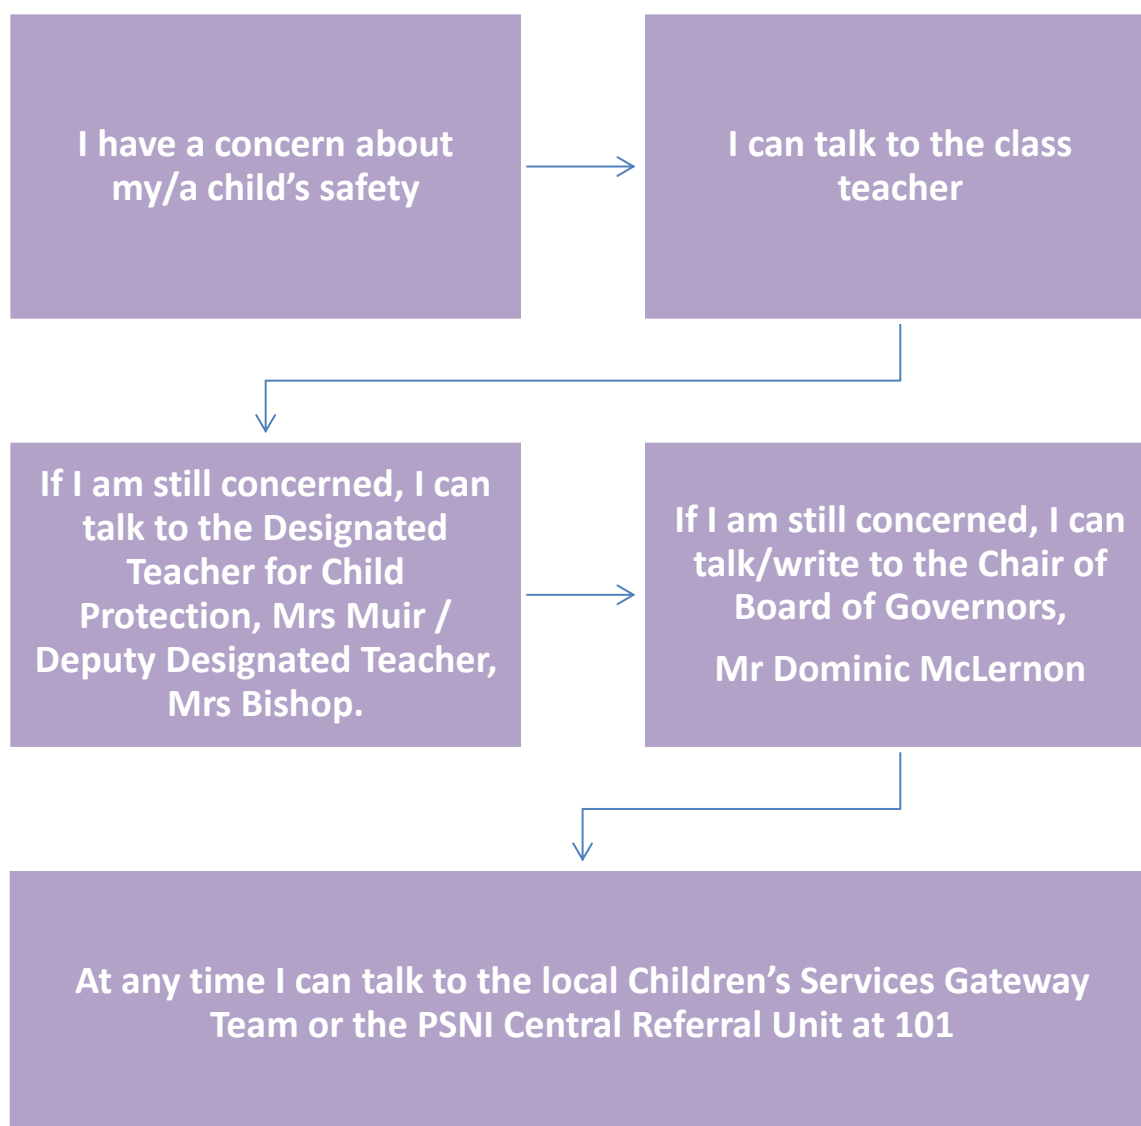 I have a concern about
my/a child’s safety
I can talk to the class
teacher
If I am still concerned, I can
talk to the Designated
Teacher for Child
Protection, Mrs Muir /
Deputy Designated Teacher,
Mrs Bishop.
If I am still concerned, I can
talk/write to the Chair of
Board of Governors,
Mr Dominic McLernon
At any time I can talk to the local Children’s Services Gateway
Team or the PSNI Central Referral Unit at 101